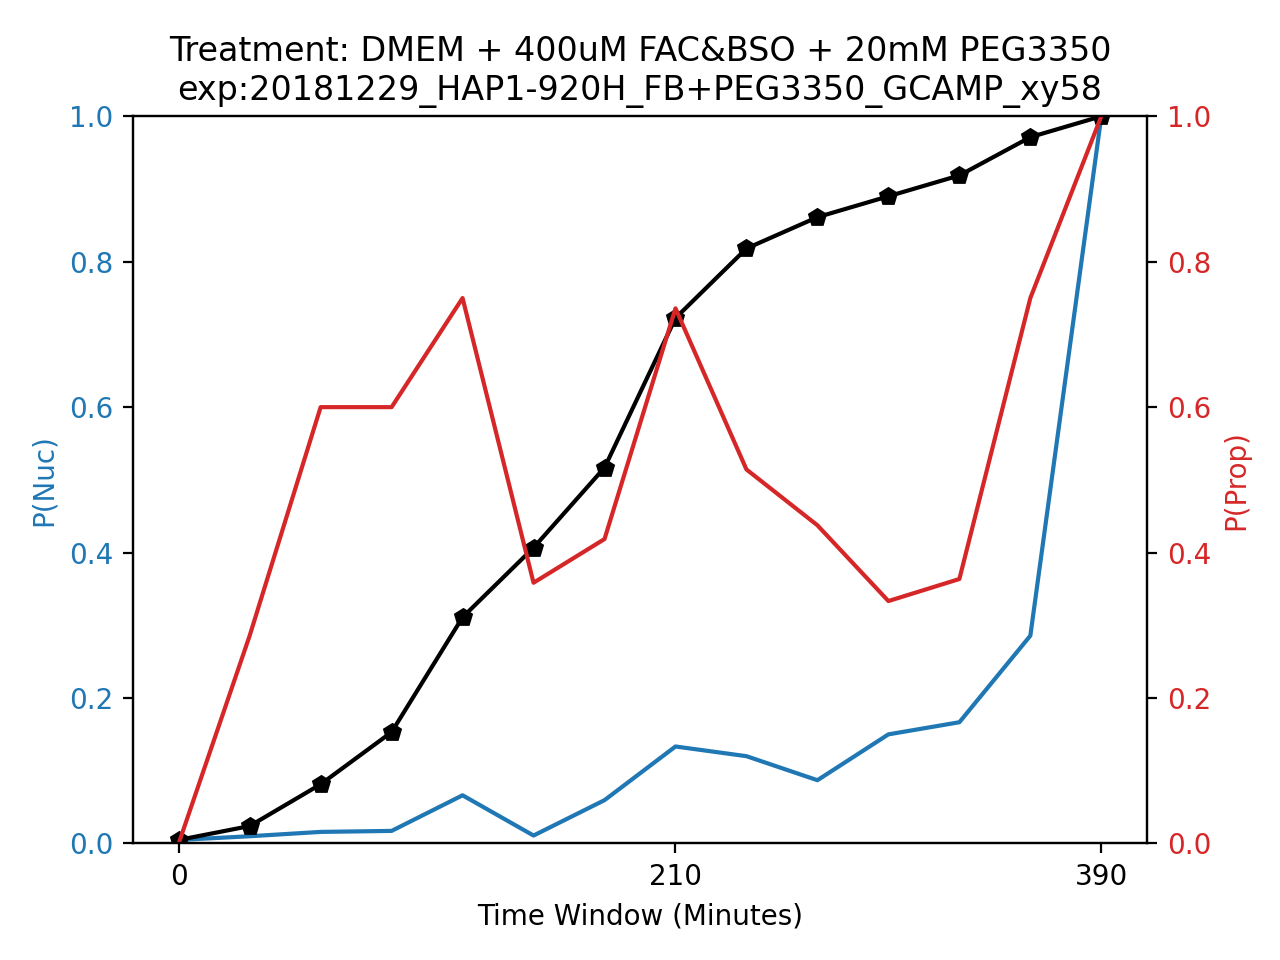 Treatment: DMEM + 400uM FAC&BSO + 20mM PEG3350
exp:20181229_HAP1-920H_FB+PEG3350_GCAMP_xy58
1.0
0.8
0.6
0.4
0.2
0.0
P(Nuc)
1.0
0.8
0.6
0.4
0.2
0.0
P(Prop)
0 210 390
Time Window (Minutes)